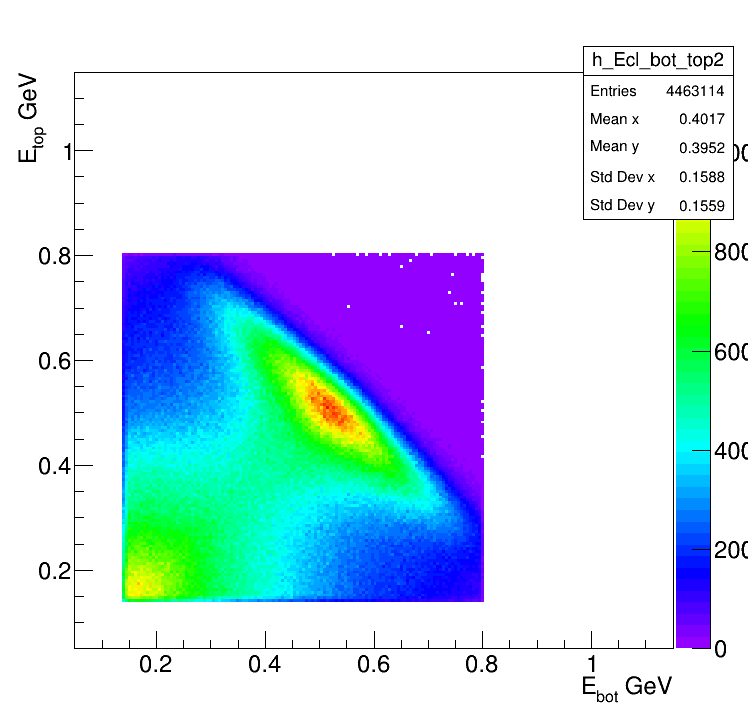 h_Ecl_bot_top2
Entries 4463114
Mean x 0.4017
Mean y 0.3952
Std Dev x 0.1588
Std Dev y 0.1559
E_top GeV
1
0.8
0.6
0.4
0.2
0.2 0.4 0.6 0.8 1
E_bot GeV
800
600
400
200
0